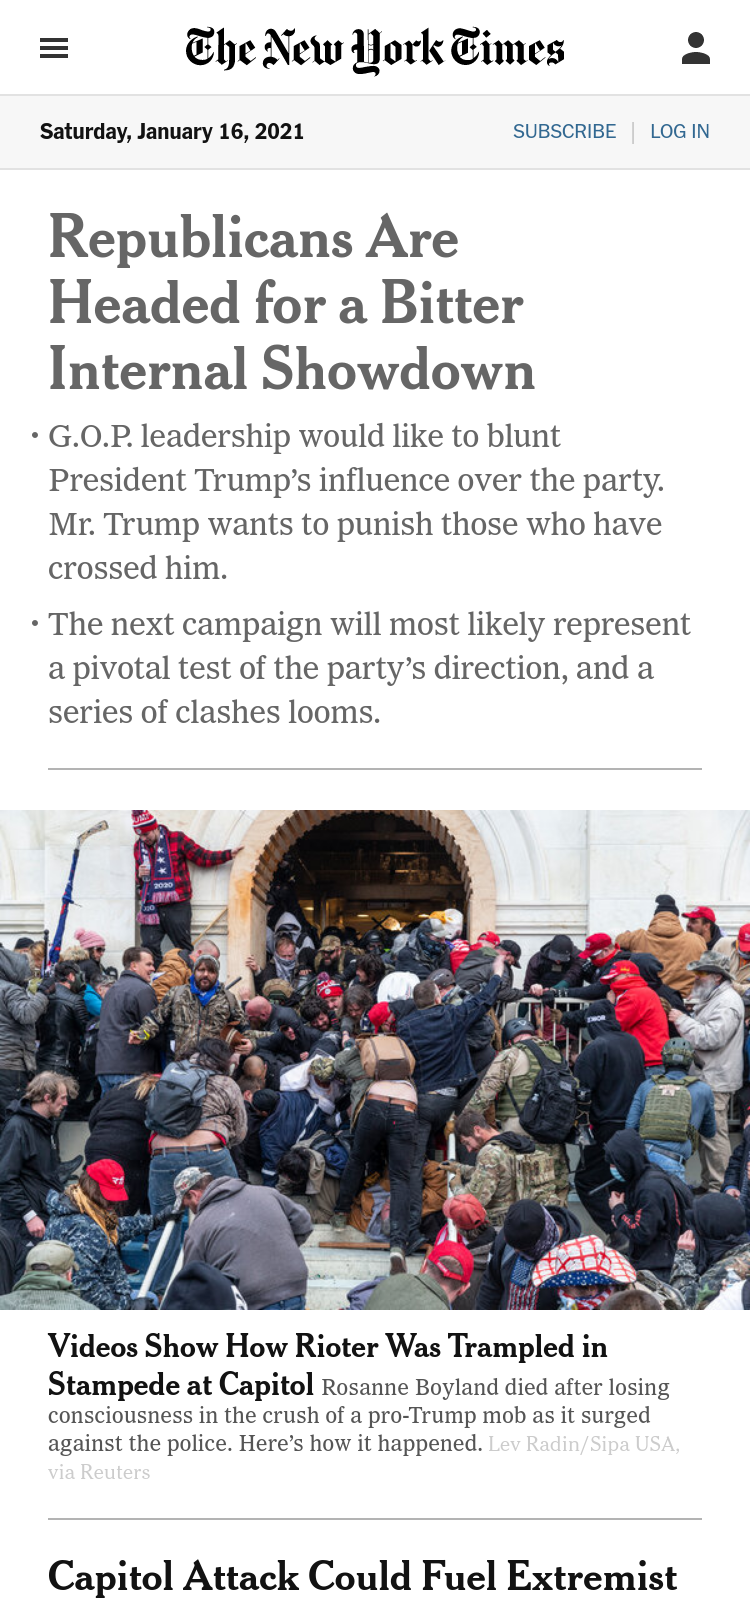 The New York Times
Saturday, January 16, 2021
SUBSCRIBE | LOG IN
Republicans Are
Headed for a Bitter
Internal Showdown
• G.O.P. leadership would like to blunt
President Trump’s influence over the party.
Mr. Trump wants to punish those who have
crossed him.
• The next campaign will most likely represent
a pivotal test of the party’s direction, and a
series of clashes looms.
2020
Videos Show How Rioter Was Trampled in
Stampede at Capitol Rosanne Boyland died after losing
consciousness in the crush of a pro-Trump mob as it surged
against the police. Here’s how it happened. Lev Radin/Sipa USA,
via Reuters
Capitol Attack Could Fuel Extremist